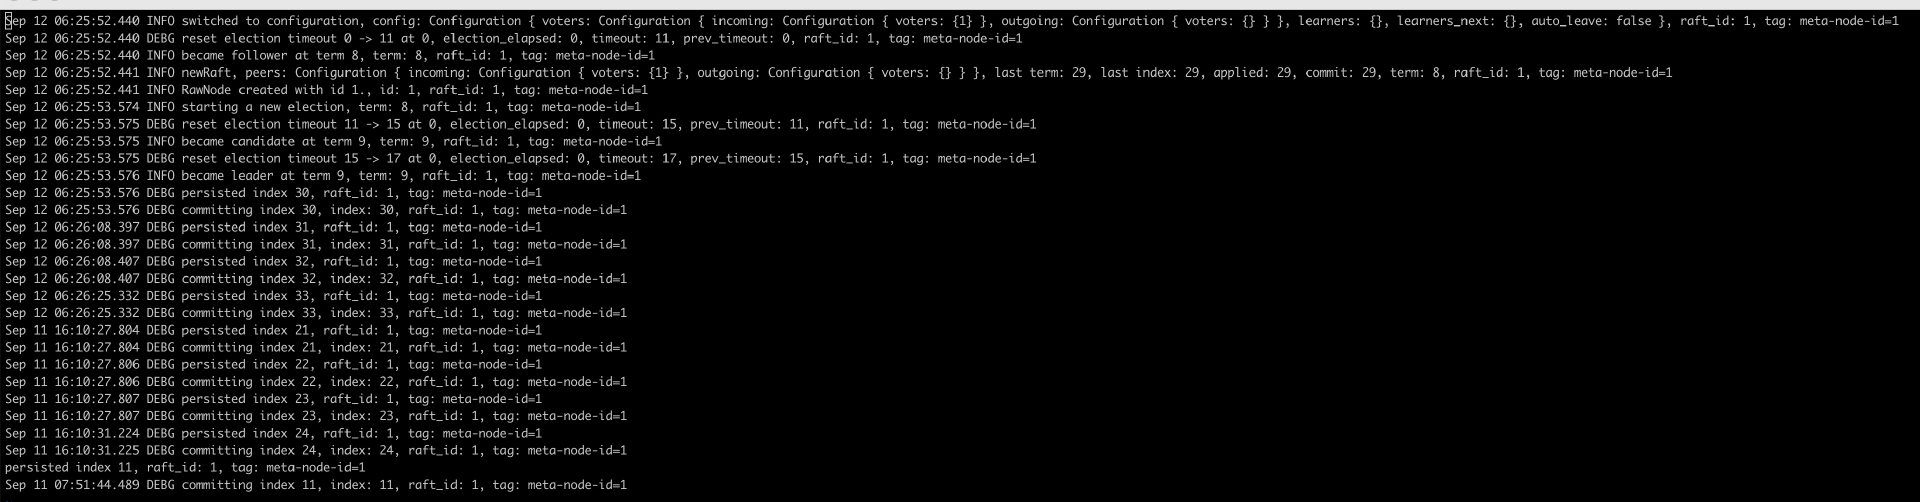 Sep 12 06:25:52.440 INFO switched to configuration, config: Configuration { voters: Configuration { incoming: Configuration { voters: {1} }, outgoing: Configuration { voters: {} } }, learners: {}, learners_next: {}, auto_leave: false }, raft_id: 1, tag: meta-node-id=1
Sep 12 06:25:52.440 DEBG reset election timeout 0 -> 11 at 0, election_elapsed: 0, timeout: 11, prev_timeout: 0, raft_id: 1, tag: meta-node-id=1
Sep 12 06:25:52.440 INFO became follower at term 8, term: 8, raft_id: 1, tag: meta-node-id=1
Sep 12 06:25:52.441 INFO newRaft, peers: Configuration { incoming: Configuration { voters: {1} }, outgoing: Configuration { voters: {} } }, last term: 29, last index: 29, applied: 29, commit: 29, term: 8, raft_id: 1, tag: meta-node-id=1
Sep 12 06:25:52.441 INFO RawNode created with id 1., id: 1, raft_id: 1, tag: meta-node-id=1
Sep 12 06:25:53.574 INFO starting a new election, term: 8, raft_id: 1, tag: meta-node-id=1
Sep 12 06:25:53.575 DEBG reset election timeout 11 -> 15 at 0, election_elapsed: 0, timeout: 15, prev_timeout: 11, raft_id: 1, tag: meta-node-id=1
Sep 12 06:25:53.575 INFO became candidate at term 9, term: 9, raft_id: 1, tag: meta-node-id=1
Sep 12 06:25:53.575 DEBG reset election timeout 15 -> 17 at 0, election_elapsed: 0, timeout: 17, prev_timeout: 15, raft_id: 1, tag: meta-node-id=1
Sep 12 06:25:53.576 INFO became leader at term 9, term: 9, raft_id: 1, tag: meta-node-id=1
Sep 12 06:25:53.576 DEBG persisted index 30, raft_id: 1, tag: meta-node-id=1
Sep 12 06:25:53.576 DEBG committing index 30, index: 30, raft_id: 1, tag: meta-node-id=1
Sep 12 06:26:08.397 DEBG persisted index 31, raft_id: 1, tag: meta-node-id=1
Sep 12 06:26:08.397 DEBG committing index 31, index: 31, raft_id: 1, tag: meta-node-id=1
Sep 12 06:26:08.407 DEBG persisted index 32, raft_id: 1, tag: meta-node-id=1
Sep 12 06:26:08.407 DEBG committing index 32, index: 32, raft_id: 1, tag: meta-node-id=1
Sep 12 06:26:25.332 DEBG persisted index 33, raft_id: 1, tag: meta-node-id=1
Sep 12 06:26:25.332 DEBG committing index 33, index: 33, raft_id: 1, tag: meta-node-id=1
Sep 11 16:10:27.804 DEBG persisted index 21, raft_id: 1, tag: meta-node-id=1
Sep 11 16:10:27.804 DEBG committing index 21, index: 21, raft_id: 1, tag: meta-node-id=1
Sep 11 16:10:27.806 DEBG persisted index 22, raft_id: 1, tag: meta-node-id=1
Sep 11 16:10:27.806 DEBG committing index 22, index: 22, raft_id: 1, tag: meta-node-id=1
Sep 11 16:10:27.807 DEBG persisted index 23, raft_id: 1, tag: meta-node-id=1
Sep 11 16:10:27.807 DEBG committing index 23, index: 23, raft_id: 1, tag: meta-node-id=1
Sep 11 16:10:31.224 DEBG persisted index 24, raft_id: 1, tag: meta-node-id=1
Sep 11 16:10:31.225 DEBG committing index 24, index: 24, raft_id: 1, tag: meta-node-id=1
persisted index 11, raft_id: 1, tag: meta-node-id=1
Sep 11 07:51:44.489 DEBG committing index 11, index: 11, raft_id: 1, tag: meta-node-id=1